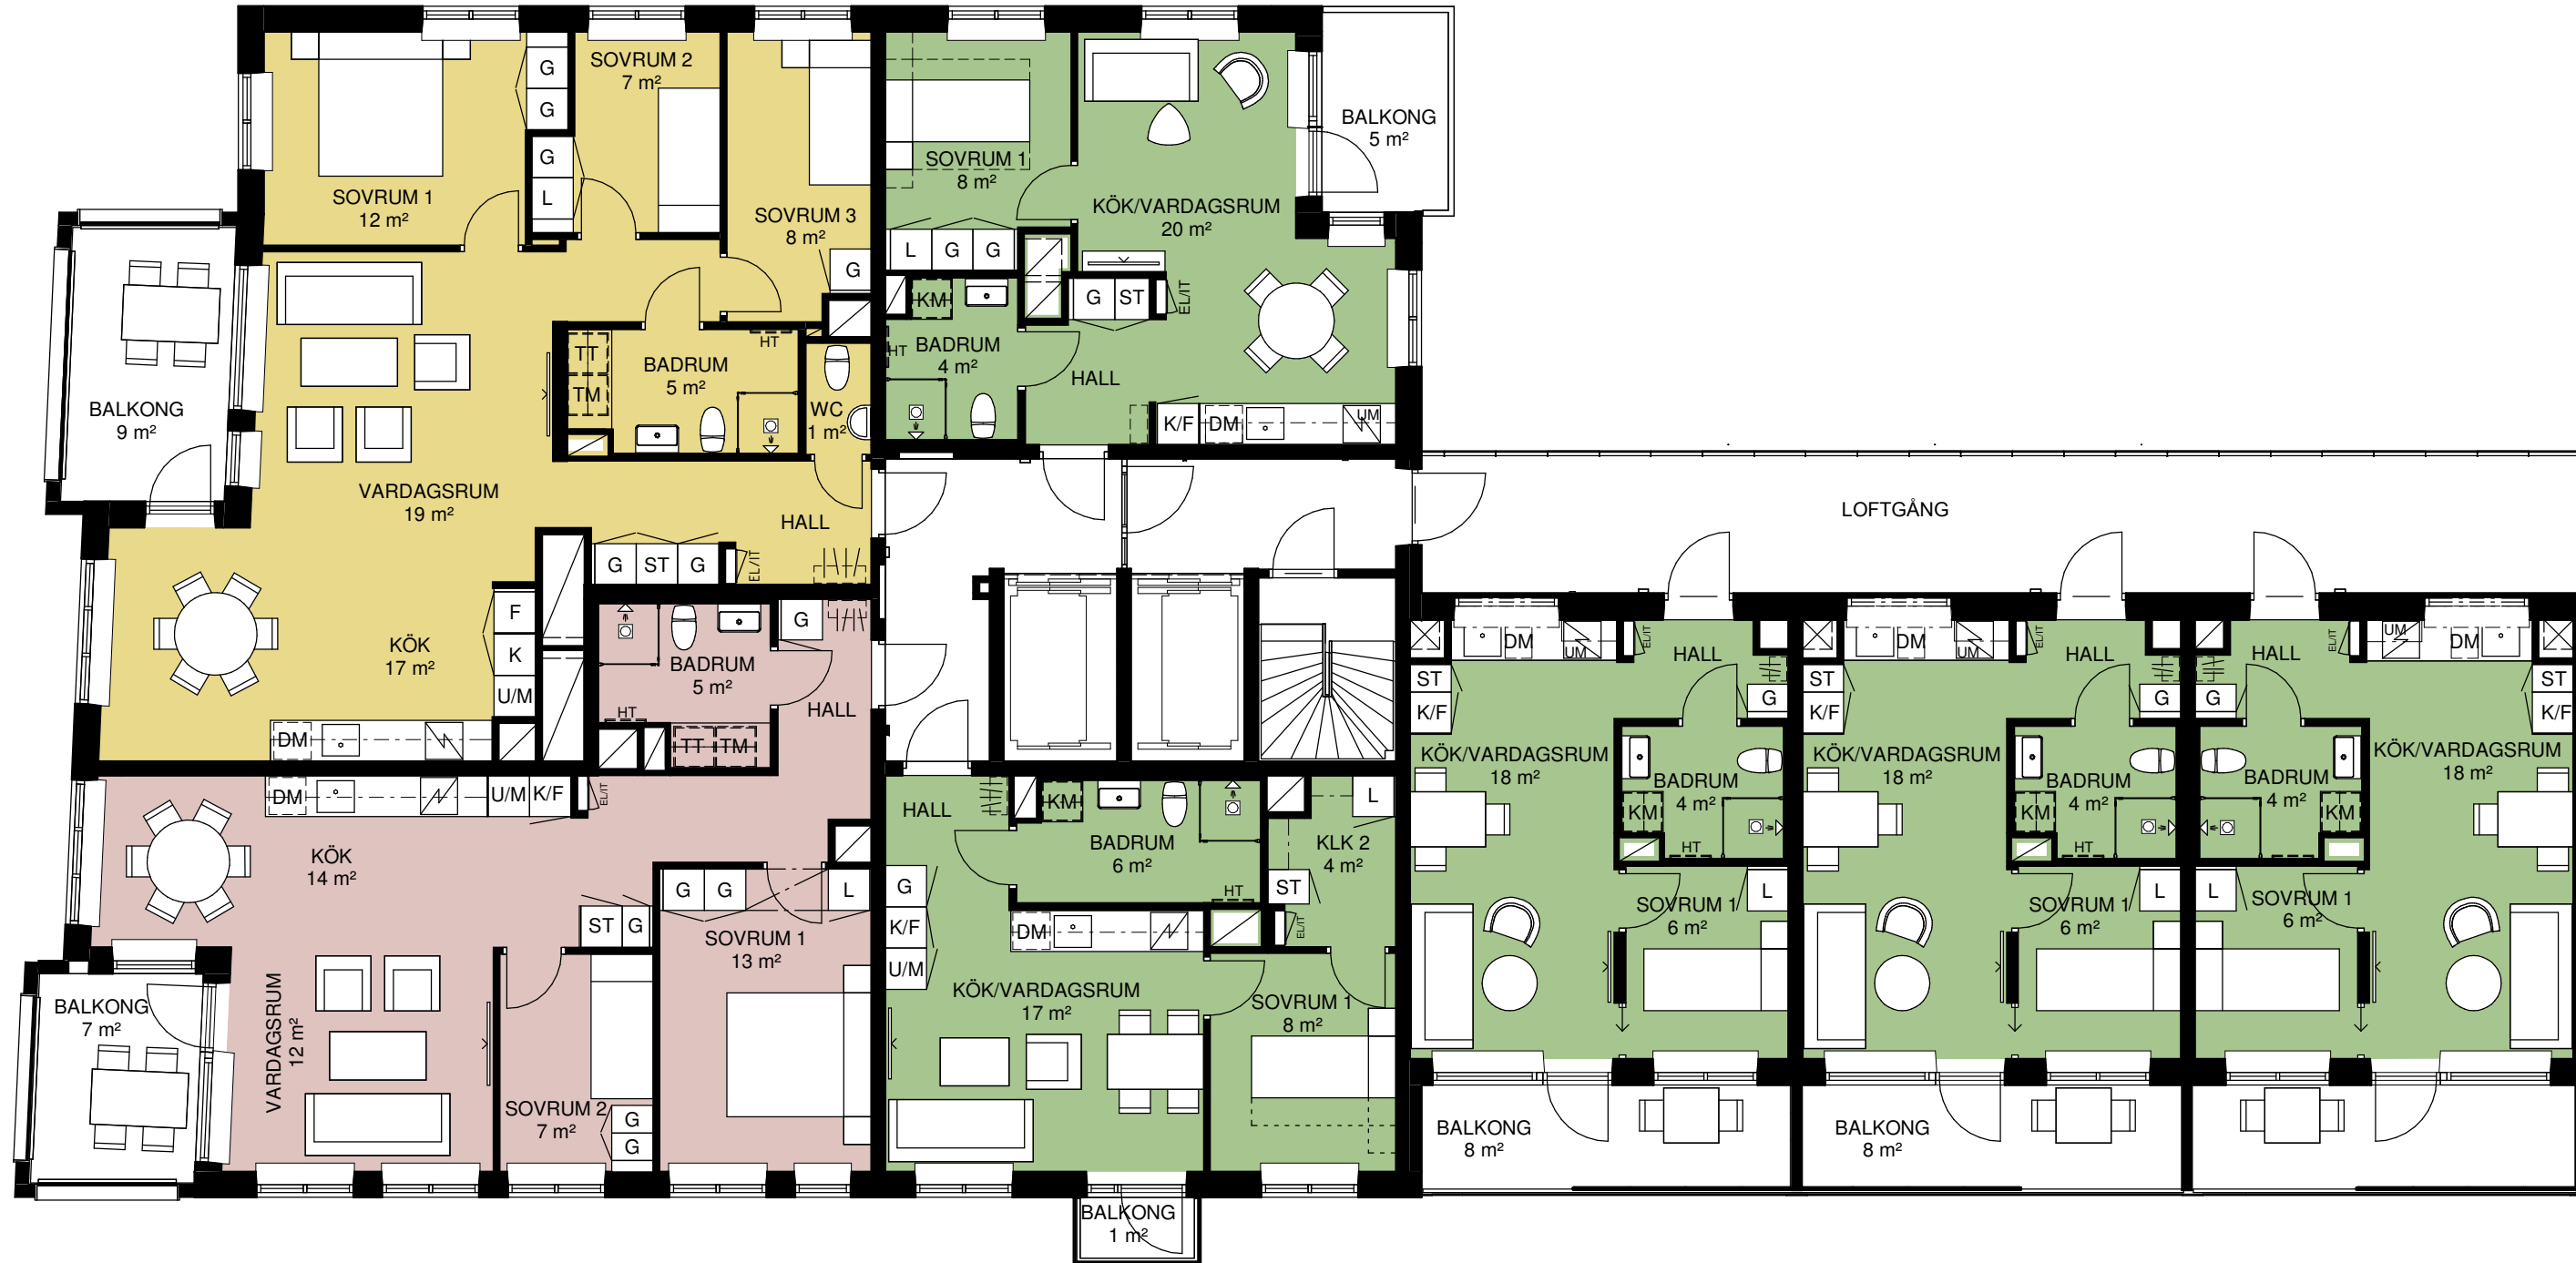 G
G
G
L
SOVRUM 1
12 m²
SOVRUM 2
7 m²
SOVRUM 3
8 m²
G
BALKONG
9 m²
VARDAGSRUM
19 m²
TT
TM
HT
BADRUM
5 m²
WC
1 m²
HALL
G ST G
EL/IT
KÖK
17 m²
F
K
U/M
DM
SOVRUM 1
8 m²
L G G
KÖK/VARDAGSRUM
20 m²
BALKONG
5 m²
KM
G ST
EL/IT
HT
BADRUM
4 m²
HALL
K/F DM
UM
LOFTGÅNG
G
BADRUM
5 m²
HT
TT TM
HALL
DM
U/M K/F
EL/IT
KÖK
14 m²
ST G
G G L
SOVRUM 1
13 m²
BALKONG
7 m²
VARDAGSRUM
12 m²
SOVRUM 2
7 m²
G
G
HALL
KM
BADRUM
6 m²
HT
L
KLK 2
4 m²
ST
EL/IT
G
K/F
U/M
DM
KÖK/VARDAGSRUM
17 m²
SOVRUM 1
8 m²
BALKONG
1 m²
DM
UM
EL/IT
HALL
ST
K/F
G
KÖK/VARDAGSRUM
18 m²
BADRUM
4 m²
KM
HT
L
SOVRUM 1
6 m²
BALKONG
8 m²
DM
UM
EL/IT
HALL
ST
K/F
G
KÖK/VARDAGSRUM
18 m²
BADRUM
4 m²
KM
HT
L
SOVRUM 1
6 m²
BALKONG
8 m²
HALL
EL/IT
UM
DM
G
ST
K/F
KÖK/VARDAGSRUM
18 m²
BADRUM
4 m²
KM
L
SOVRUM 1
6 m²